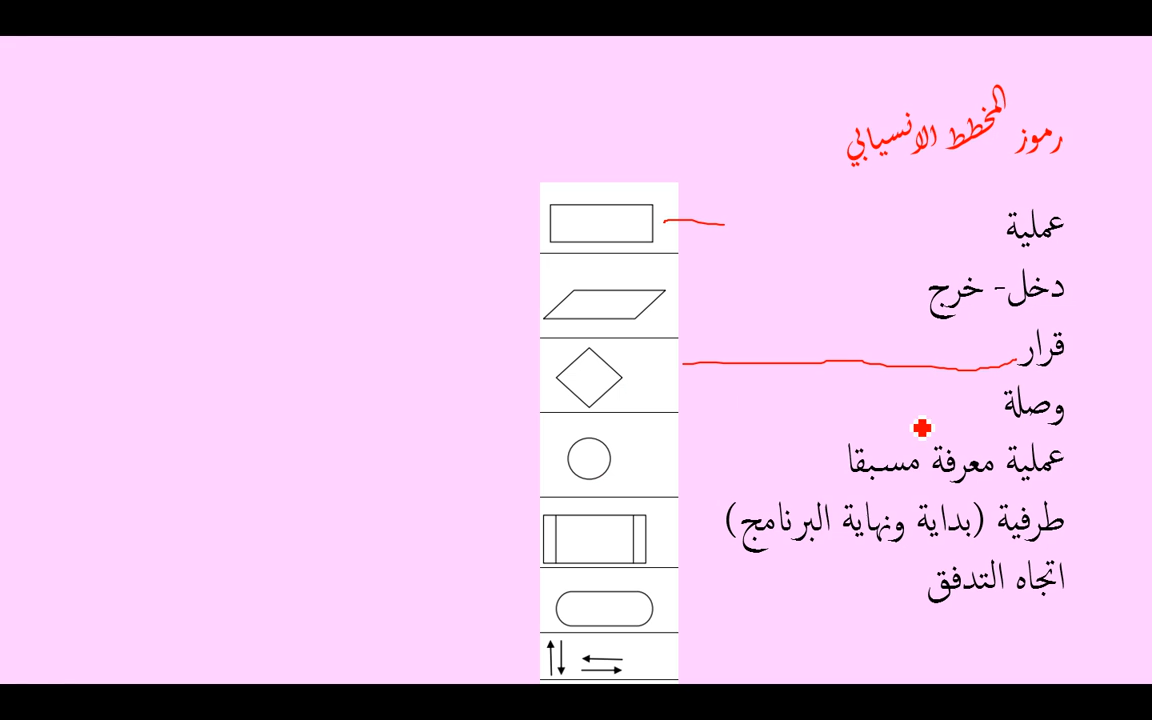 رموز المخطط الانسيابي
عملية
دخل- خرج
قرار
وصلة
عملية معرفة مسبقا
طرفية (بداية ونهاية البرنامج)
اتجاه التدفق